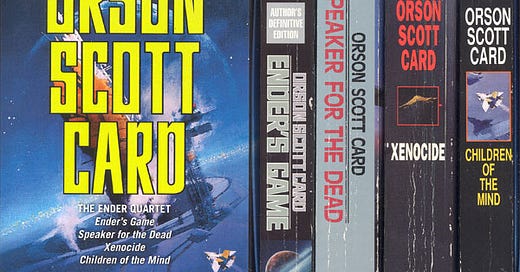 ORSON
SCOTT
CARD
THE ENDER QUARTET
Ender's Game
Speaker for the Dead
Xenocide
Children of the Mind
AUTHOR'S
DEFINITIVE
EDITION
ORSON SCOTT CARD
ENDER'S GAME
ORSON SCOTT CARD
SPEAKER FOR THE DEAD
ORSON
SCOTT
CARD
XENOCIDE
ORSON
SCOTT
CARD
CHILDREN
OF THE
MIND